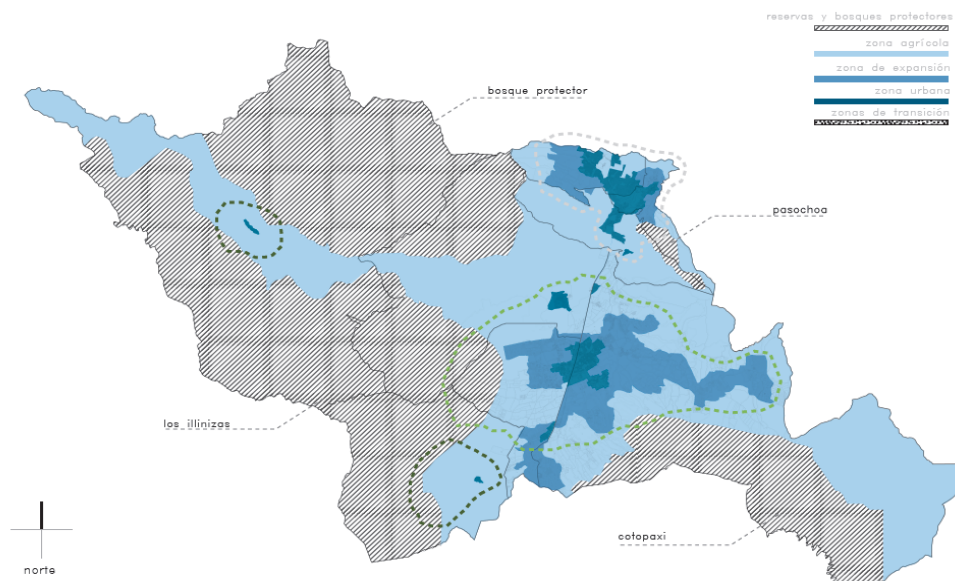 reservas y bosques protectores
zona agrícola
zona de expansión
zona urbana
zonas de transición
bosque protector
pasochoa
los illinizas
cotopaxi
norte